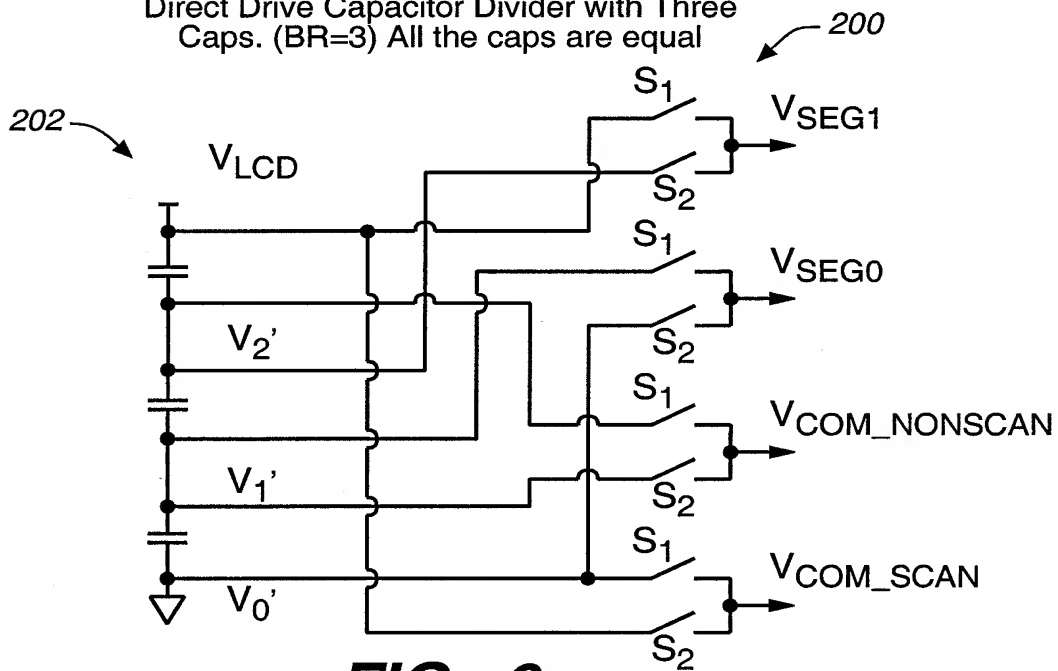 Direct Drive Capacitor Divider with Three
Caps. (BR=3) All the caps are equal
200
202
VLCD
S1
VSEG1
S2
S1
VSEG0
S2
V2'
S1
VCOM_NONSCAN
S2
V1'
S1
VCOM_SCAN
V0'
S2